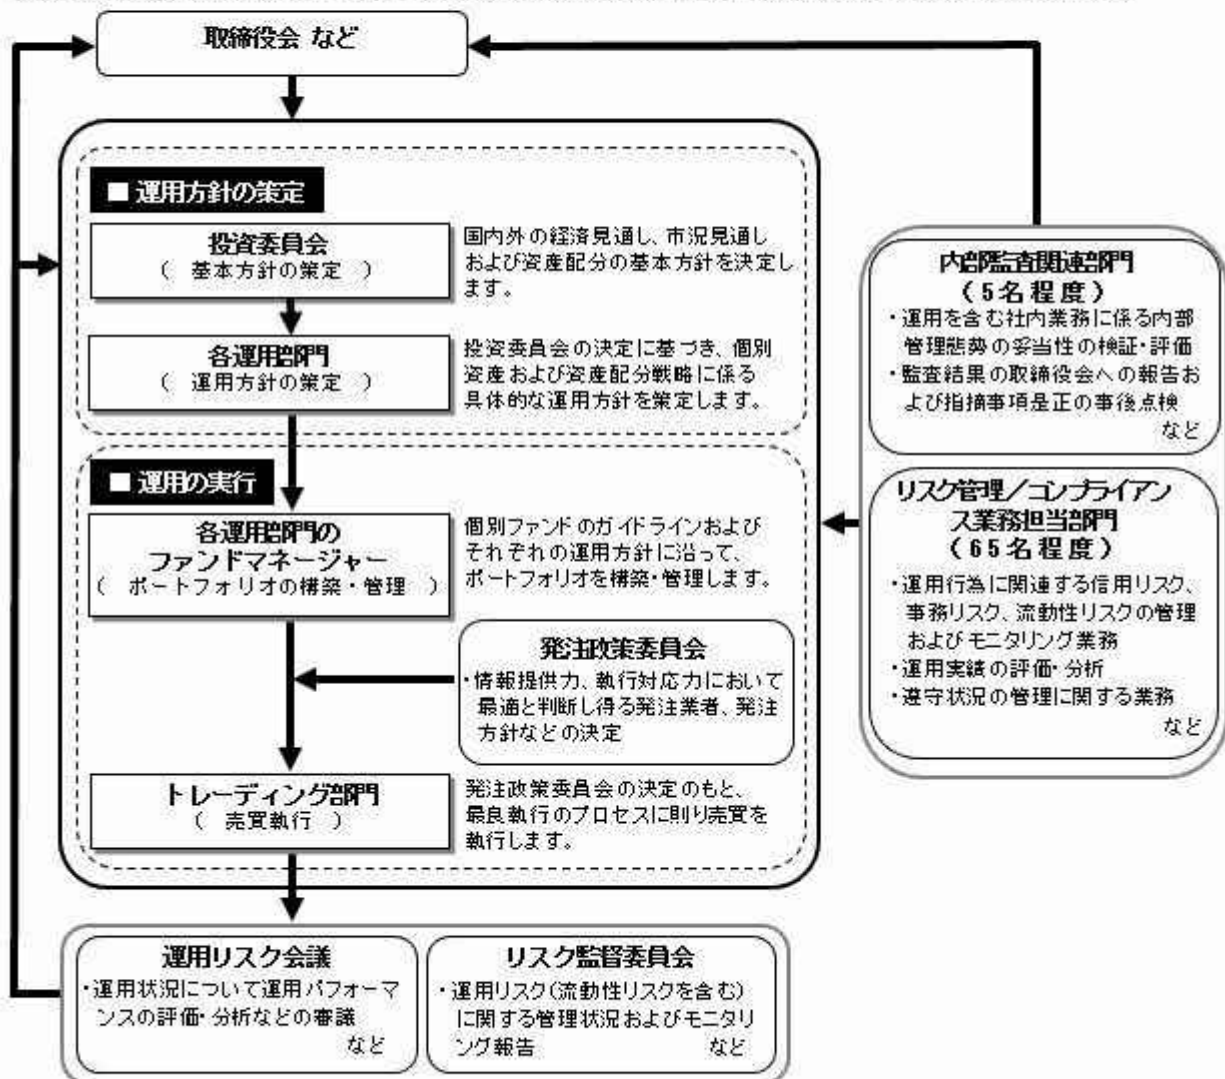 取締役会 など
■ 運用方針の策定
投資委員会
( 基本方針の策定 )
国内外の経済見通し、市況見通し
および資産配分の基本方針を決定し
ます。
各運用部門
( 運用方針の策定 )
投資委員会の決定に基づき、個別
資産および資産配分戦略に係る
具体的な運用方針を策定します。
■ 運用の実行
各運用部門の
ファンドマネージャー
( ポートフォリオの構築・管理 )
個別ファンドのガイドラインおよび
それぞれの運用方針に沿って、
ポートフォリオを構築・管理します。
発注政策委員会
・情報提供力、執行対応力において
最適と判断し得る発注業者、発注
方針などの決定
トレーディング部門
( 売買執行 )
発注政策委員会の決定のもと、
最良執行のプロセスに則り売買を
執行します。
内部監査関連部門
(5名程度)
・運用を含む社内業務に係る内部
管理態勢の妥当性の検証・評価
・監査結果の取締役会への報告お
よび指摘事項是正の事後点検
など
リスク管理/コンプライアン
ス業務担当部門
(65名程度)
・運用行為に関連する信用リスク、
事務リスク、流動性リスクの管理
およびモニタリング業務
・運用実績の評価・分析
・遵守状況の管理に関する業務
など
運用リスク会議
・運用状況について運用パフォーマ
ンスの評価・分析などの審議
など
リスク監督委員会
・運用リスク(流動性リスクを含む)
に関する管理状況およびモニタリ
ング報告 など